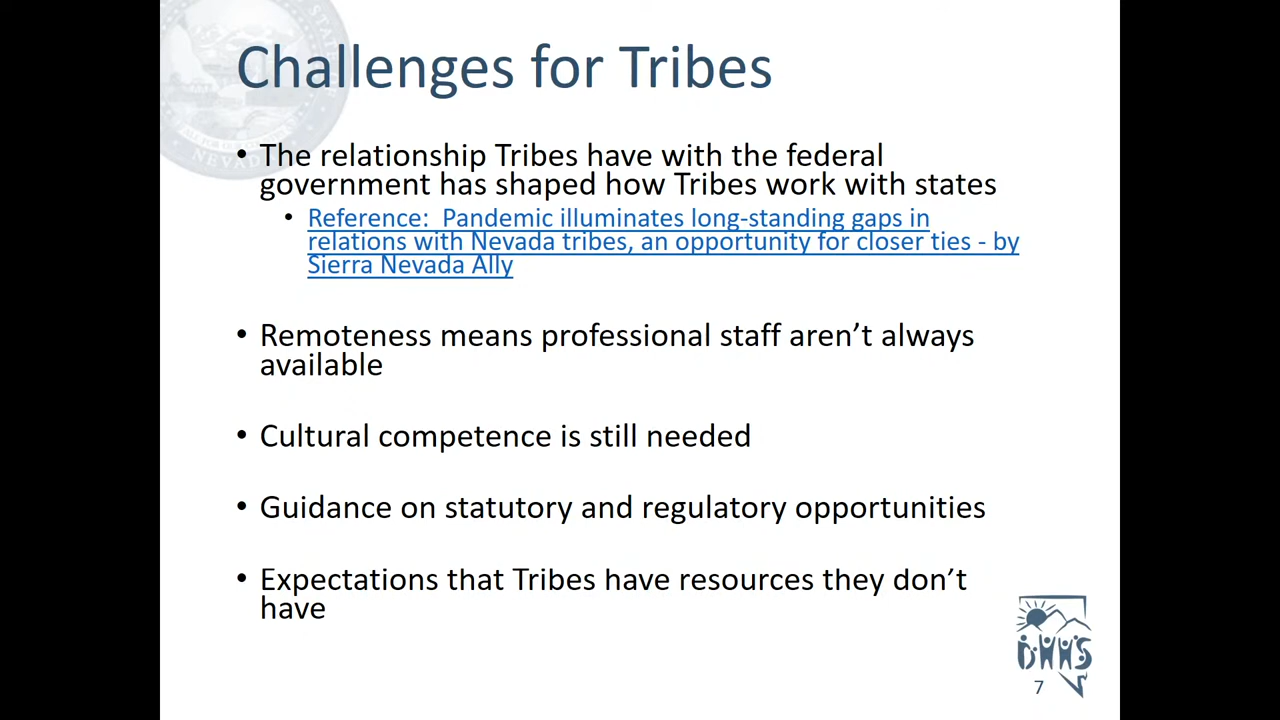 Challenges for Tribes
• The relationship Tribes have with the federal
government has shaped how Tribes work with states
• Reference:  Pandemic illuminates long-standing gaps in
relations with Nevada tribes, an opportunity for closer ties - by
Sierra Nevada Ally
• Remoteness means professional staff aren’t always
available
• Cultural competence is still needed
• Guidance on statutory and regulatory opportunities
• Expectations that Tribes have resources they don’t
have
NEVADA
DHHS
7